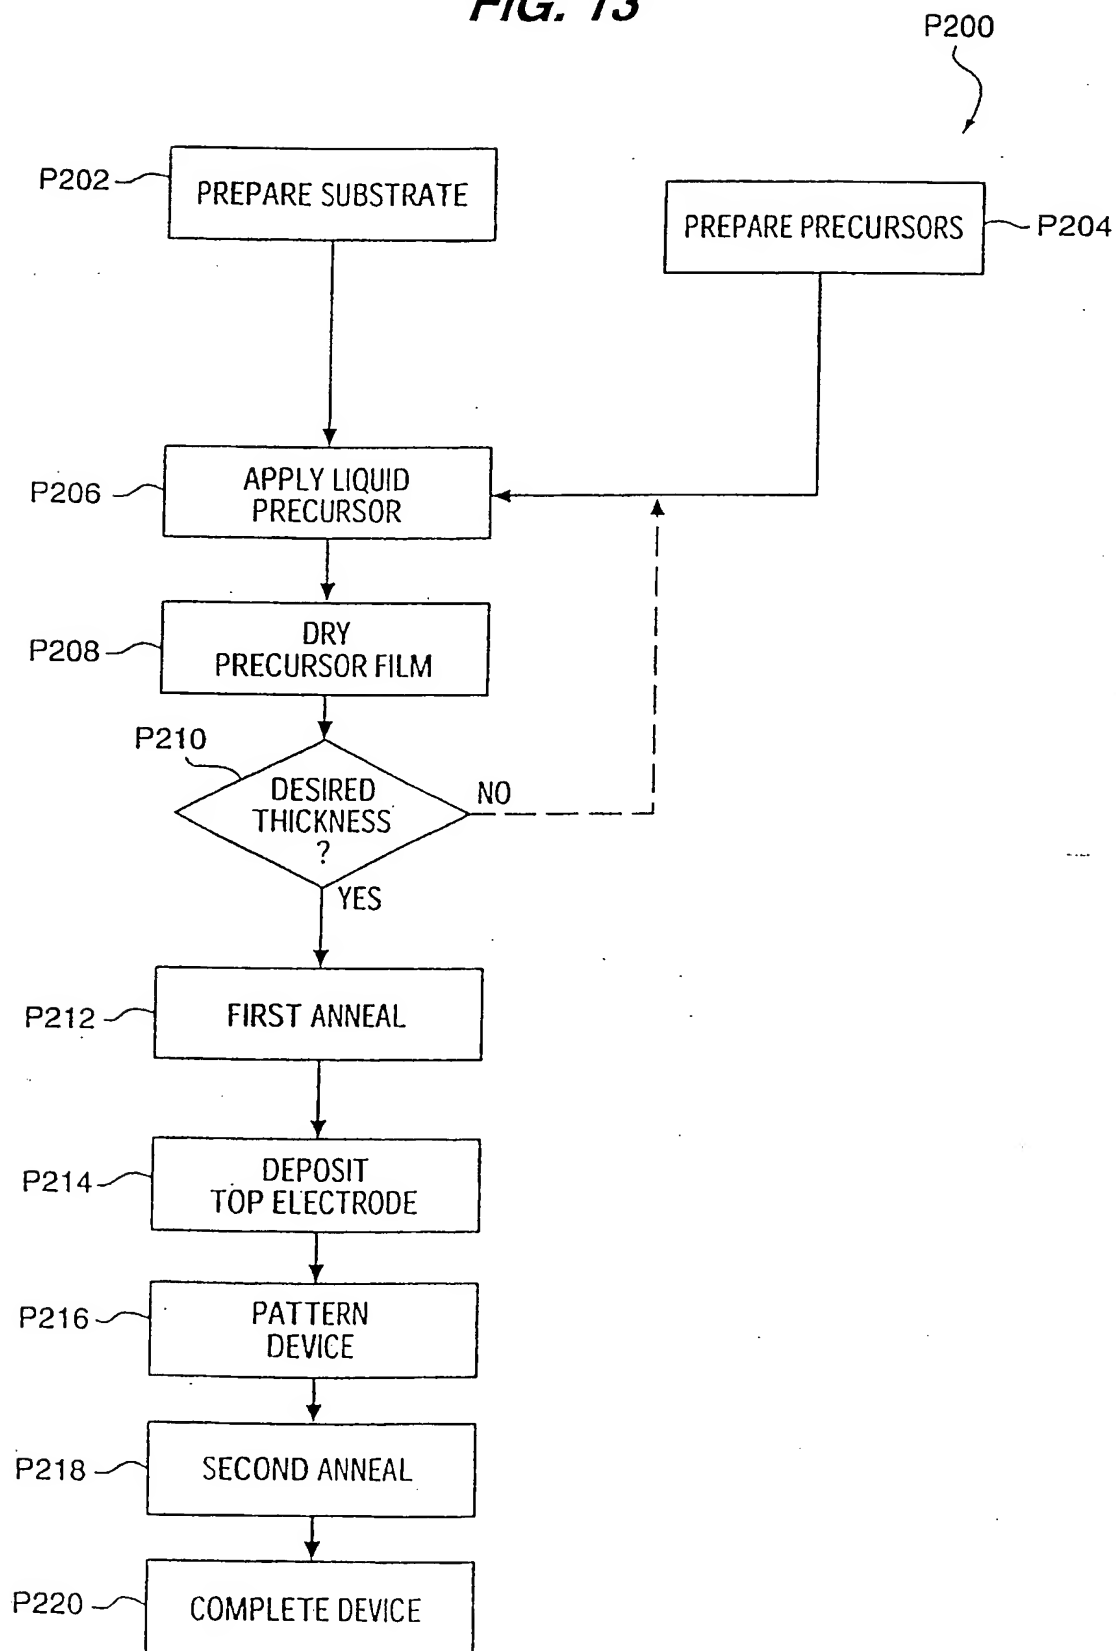 FIG. 13
P200
P202
PREPARE SUBSTRATE
PREPARE PRECURSORS
P204
P206
APPLY LIQUID
PRECURSOR
P208
DRY
PRECURSOR FILM
P210
DESIRED
THICKNESS
?
NO
YES
P212
FIRST ANNEAL
P214
DEPOSIT
TOP ELECTRODE
P216
PATTERN
DEVICE
P218
SECOND ANNEAL
P220
COMPLETE DEVICE